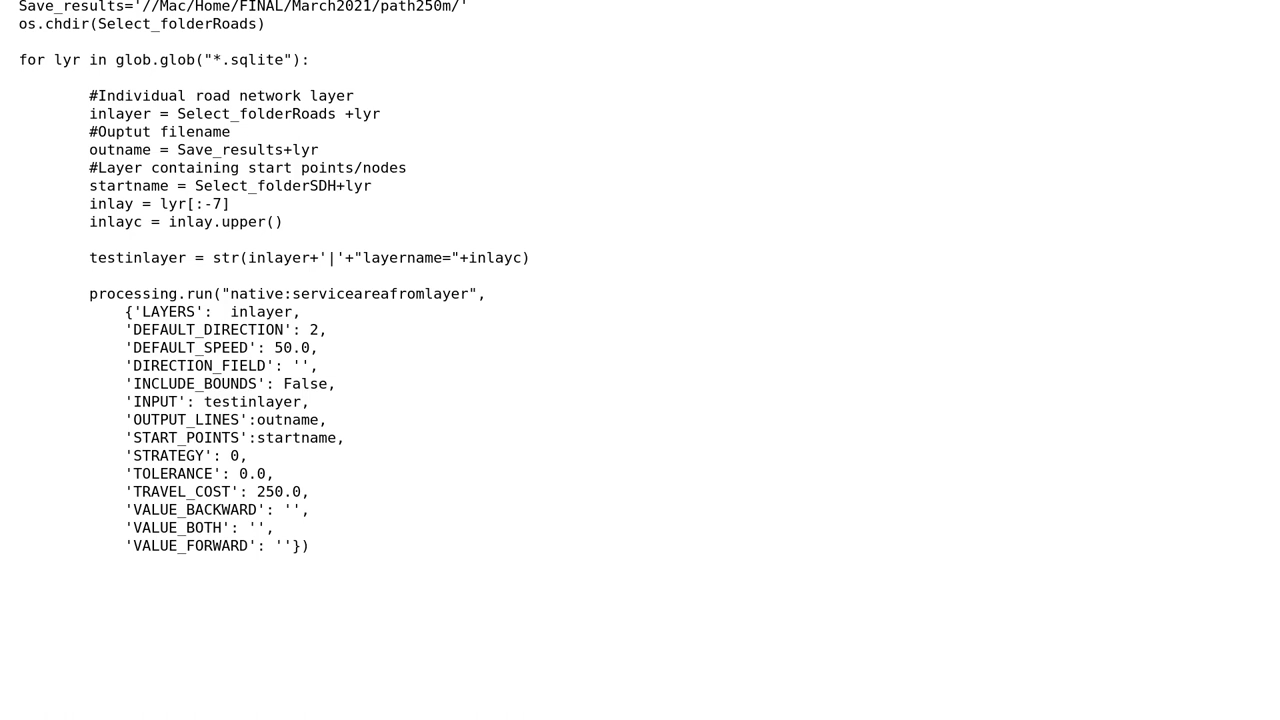 Save_results='//Mac/Home/FINAL/March2021/path250m/'
os.chdir(Select_folderRoads)
for lyr in glob.glob("*.sqlite"):
#Individual road network layer
inlayer = Select_folderRoads +lyr
#Ouptut filename
outname = Save_results+lyr
#Layer containing start points/nodes
startname = Select_folderSDH+lyr
inlay = lyr[:-7]
inlayc = inlay.upper()
testinlayer = str(inlayer+'|'+"layername="+inlayc)
processing.run("native:serviceareafromlayer",
{'LAYERS':  inlayer,
'DEFAULT_DIRECTION': 2,
'DEFAULT_SPEED': 50.0,
'DIRECTION_FIELD': '',
'INCLUDE_BOUNDS': False,
'INPUT': testinlayer,
'OUTPUT_LINES':outname,
'START_POINTS':startname,
'STRATEGY': 0,
'TOLERANCE': 0.0,
'TRAVEL_COST': 250.0,
'VALUE_BACKWARD': '',
'VALUE_BOTH': '',
'VALUE_FORWARD': ''})